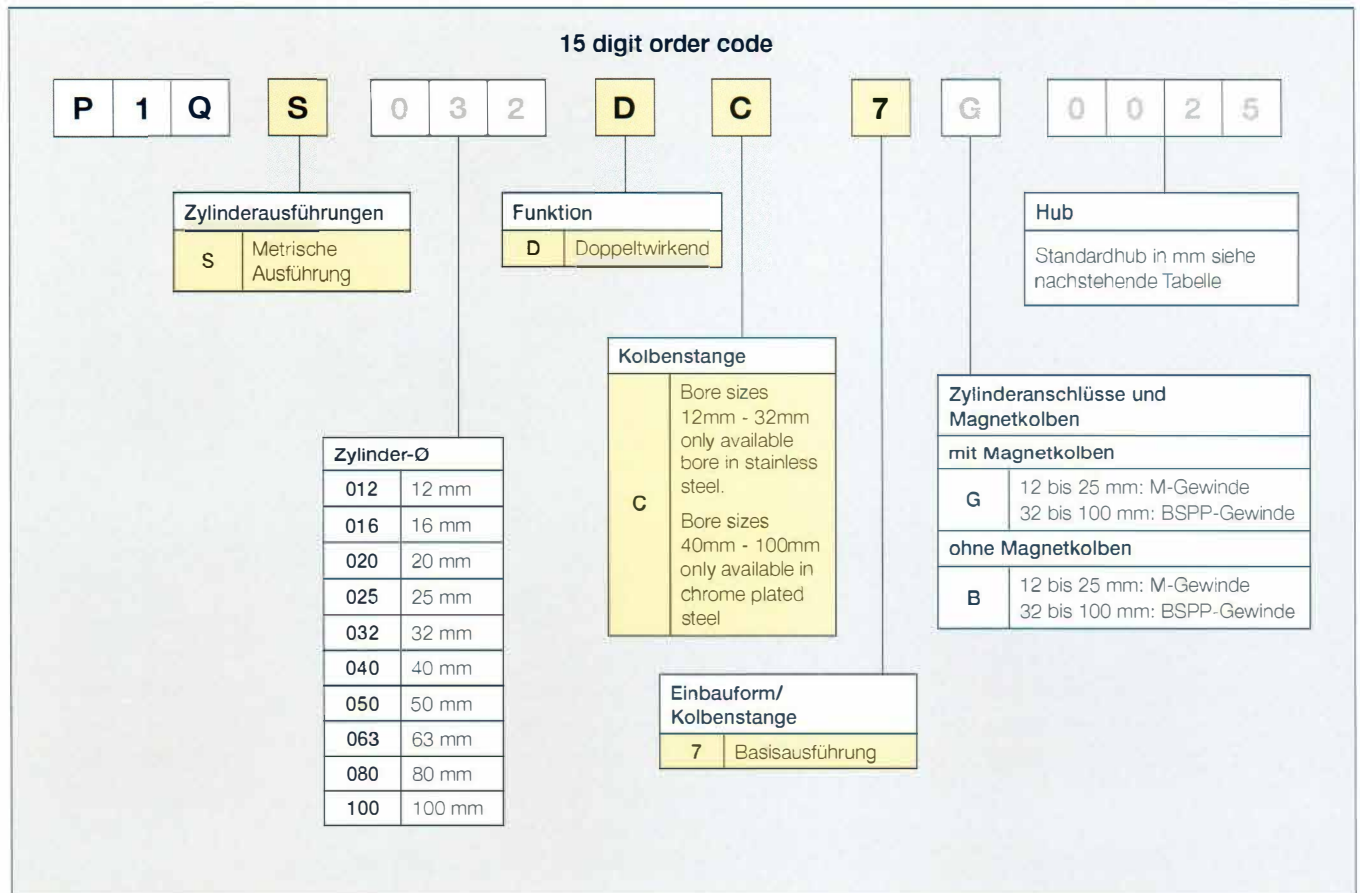 15 digit order code
P 1 Q S 0 3 2 D C 7 G 0 0 2 5
Zylinderausführungen
S Metrische
Ausführung
Funktion
D Doppeltwirkend
Hub
Standardhub in mm siehe
nachstehende Tabelle
Kolbenstange
C
Bore sizes
12mm - 32mm
only available
bore in stainless
steel.
Bore sizes
40mm - 100mm
only available in
chrome plated
steel
Zylinderanschlüsse und
Magnetkolben
mit Magnetkolben
G 12 bis 25 mm: M-Gewinde
32 bis 100 mm: BSPP-Gewinde
ohne Magnetkolben
B 12 bis 25 mm: M-Gewinde
32 bis 100 mm: BSPP-Gewinde
Zylinder-Ø
012 12 mm
016 16 mm
020 20 mm
025 25 mm
032 32 mm
040 40 mm
050 50 mm
063 63 mm
080 80 mm
100 100 mm
Einbauform/
Kolbenstange
7 Basisausführung